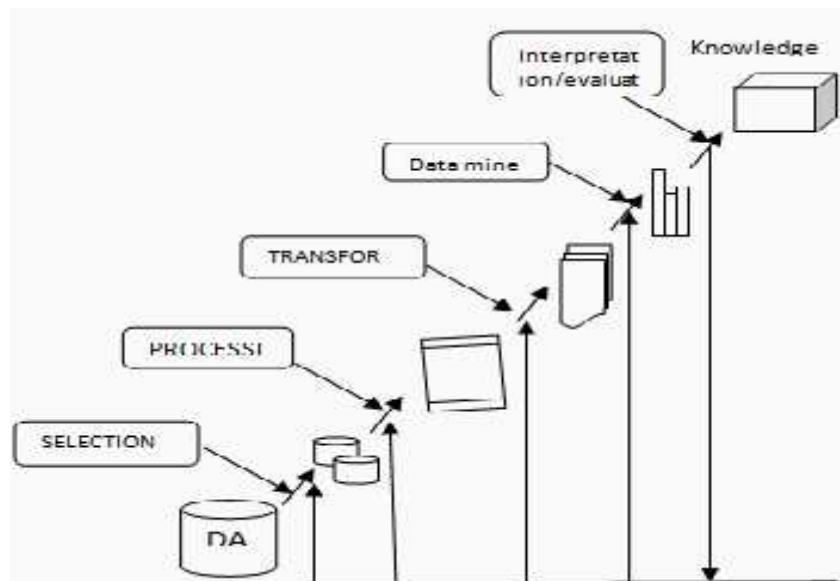 Interpretat
ion/evaluat
Knowledge
Data mine
TRANSFOR
PROCESSI
SELECTION
DA